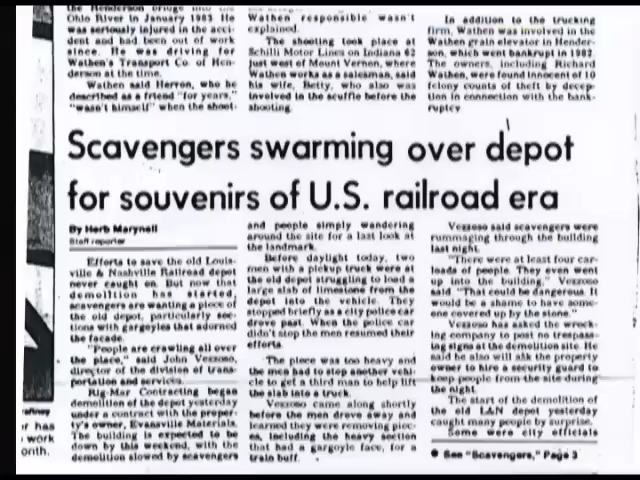 the Henderson bridge into the
Ohio River in January 1983. He
was seriously injured in the acci-
dent and had been out of work
since. He was driving for
Wathen's Transport Co. of Hen-
derson at the time.
Wathen said Herron, who he
described as a friend "for years,"
"wasn't himself" when the shoot-
Wathen responsible wasn't
explained.
The shooting took place at
Schilli Motor Lines on Indiana 62
just west of Mount Vernon, where
Wathen works as a salesman, said
his wife, Betty, who also was
involved in the scuffle before the
shooting.
In addition to the trucking
firm, Wathen was involved in the
Wathen grain elevator in Hender-
son, which went bankrupt in 1982.
The owners, including Richard
Wathen, were found innocent of 10
felony counts of theft by decep-
tion in connection with the bank-
ruptcy.
Scavengers swarming over depot
for souvenirs of U.S. railroad era
By Herb Marynell
Staff reporter
Efforts to save the old Louis-
ville & Nashville Railroad depot
never caught on. But now that
demolition has started,
scavengers are wanting a piece of
the old depot, particularly sec-
tions with gargoyles that adorned
the facade.
"People are crawling all over
the place," said John Vezzoso,
director of the division of trans-
portation and services.
Rig-Mar Contracting began
demolition of the depot yesterday
under a contract with the proper-
ty's owner, Evansville Materials.
The building is expected to be
down by this weekend, with the
demolition slowed by scavengers
and people simply wandering
around the site for a last look at
the landmark.
Before daylight today, two
men with a pickup truck were at
the old depot struggling to load a
large slab of limestone from the
depot into the vehicle. They
stopped briefly as a city police car
drove past. When the police car
didn't stop the men resumed their
efforts.
The piece was too heavy and
the men had to stop another vehi-
cle to get a third man to help lift
the slab into a truck.
Vezzoso came along shortly
before the men drove away and
learned they were removing piec-
es, including the heavy section
that had a gargoyle face, for a
train buff.
Vezzoso said scavengers were
rummaging through the building
last night.
"There were at least four car-
loads of people. They even went
up into the building," Vezzoso
said. "That could be dangerous. It
would be a shame to have some-
one covered up by the stone."
Vezzoso has asked the wreck-
ing company to post no trespass-
ing signs at the demolition site. He
said he also will ask the property
owner to hire a security guard to
keep people from the site during
the night.
The start of the demolition of
the old L&N depot yesterday
caught many people by surprise.
Some were city officials
● See "Scavengers," Page 3
r has
work
onth.